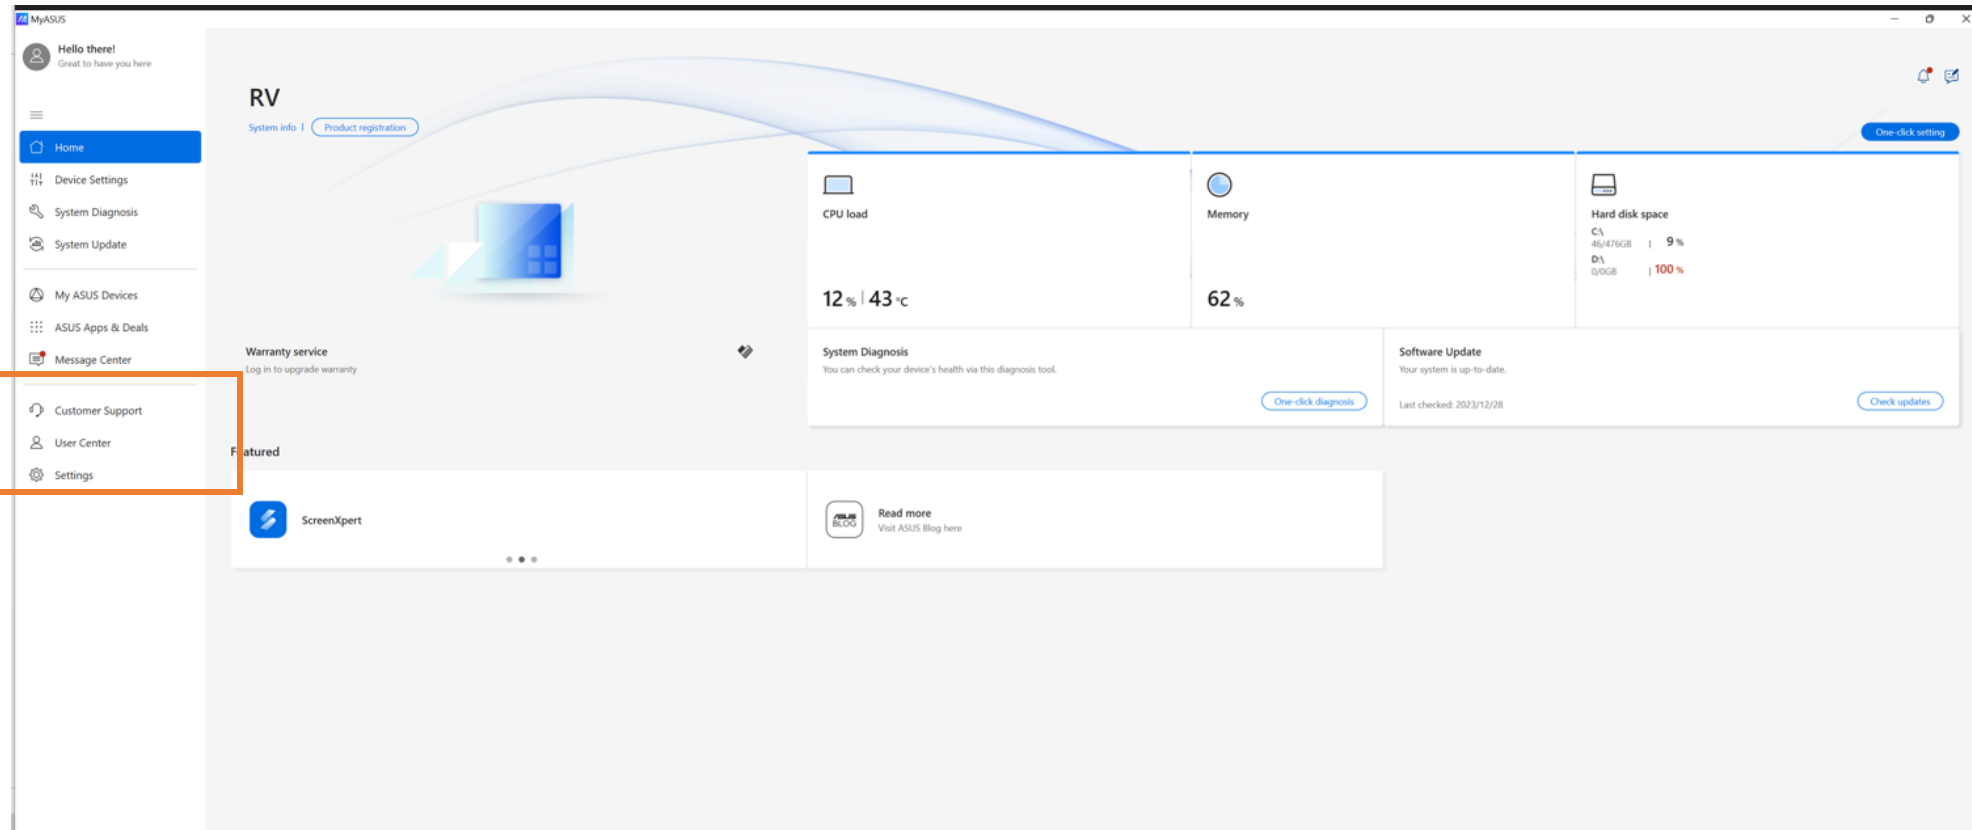 MyASUS
Hello there!
Great to have you here
Home
Device Settings
System Diagnosis
System Update
My ASUS Devices
ASUS Apps & Deals
Message Center
Customer Support
User Center
Settings
RV
System info | Product registration
One-click setting
CPU load
12 % | 43 °C
Memory
62 %
Hard disk space
C:\
46/476GB | 9 %
D:\
0/0GB | 100 %
Warranty service
Log in to upgrade warranty
System Diagnosis
You can check your device's health via this diagnosis tool.
One-click diagnosis
Software Update
Your system is up-to-date.
Last checked: 2023/12/28
Check updates
F atured
ScreenXpert
ASUS
BLOG
Read more
Visit ASUS Blog here